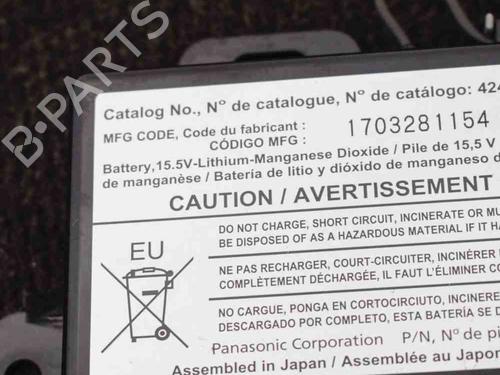 B-PARTS
Catalog No., Nº de catalogue, Nº de catálogo: 424
MFG CODE, Code du fabricant :
CÓDIGO MFG : 1703281154
Battery,15.5V-Lithium-Manganese Dioxide / Pile de 15,5 V
de manganèse / Batería de litio y dióxido de manganeso d
CAUTION / AVERTISSEMENT
EU
DO NOT CHARGE, SHORT CIRCUIT, INCINERATE OR MU
BE DISPOSED OF AS A HAZARDOUS MATERIAL IF IT HA
NE PAS RECHARGER, COURT-CIRCUITER, INCINÉRER
COMPLÈTEMENT DÉCHARGÉE, IL FAUT L'ÉLIMINER CO
NO CARGUE, PONGA EN CORTOCIRUITO, INCINERE
DESCARGADO POR COMPLETO, ESTA BATERÍA SE D
Panasonic Corporation P/N, Nº de pi
Assembled in Japan / Assemblée au Japon